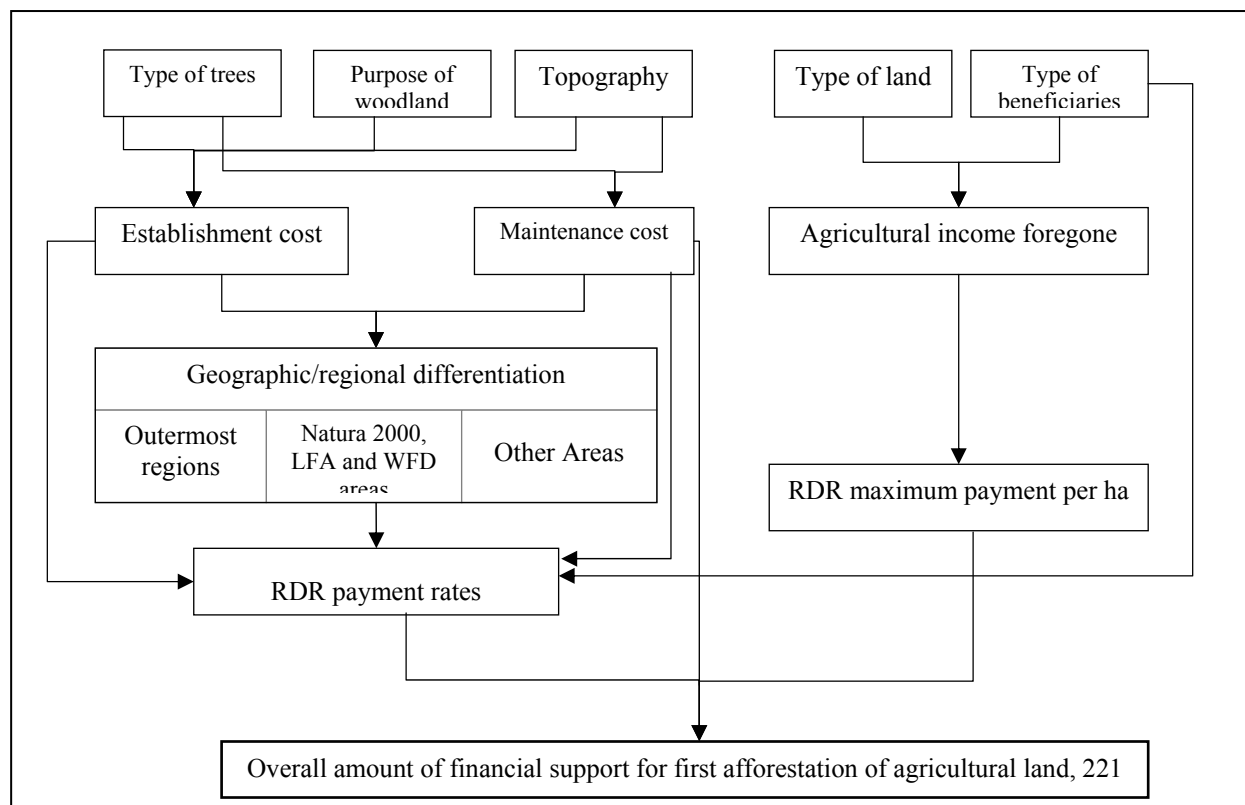 Type of trees
Purpose of
woodland
Topography
Type of land
Type of
beneficiaries
Establishment cost
Maintenance cost
Agricultural income foregone
Geographic/regional differentiation
Outermost
regions
Natura 2000,
LFA and WFD
areas
Other Areas
RDR maximum payment per ha
RDR payment rates
Overall amount of financial support for first afforestation of agricultural land, 221